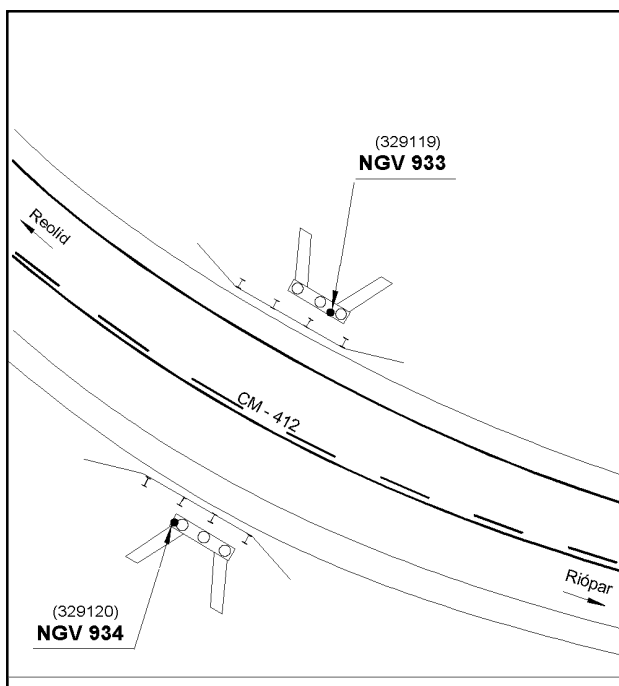 (329119)
NGV 933
Reolid
CM - 412
Riópar
(329120)
NGV 934